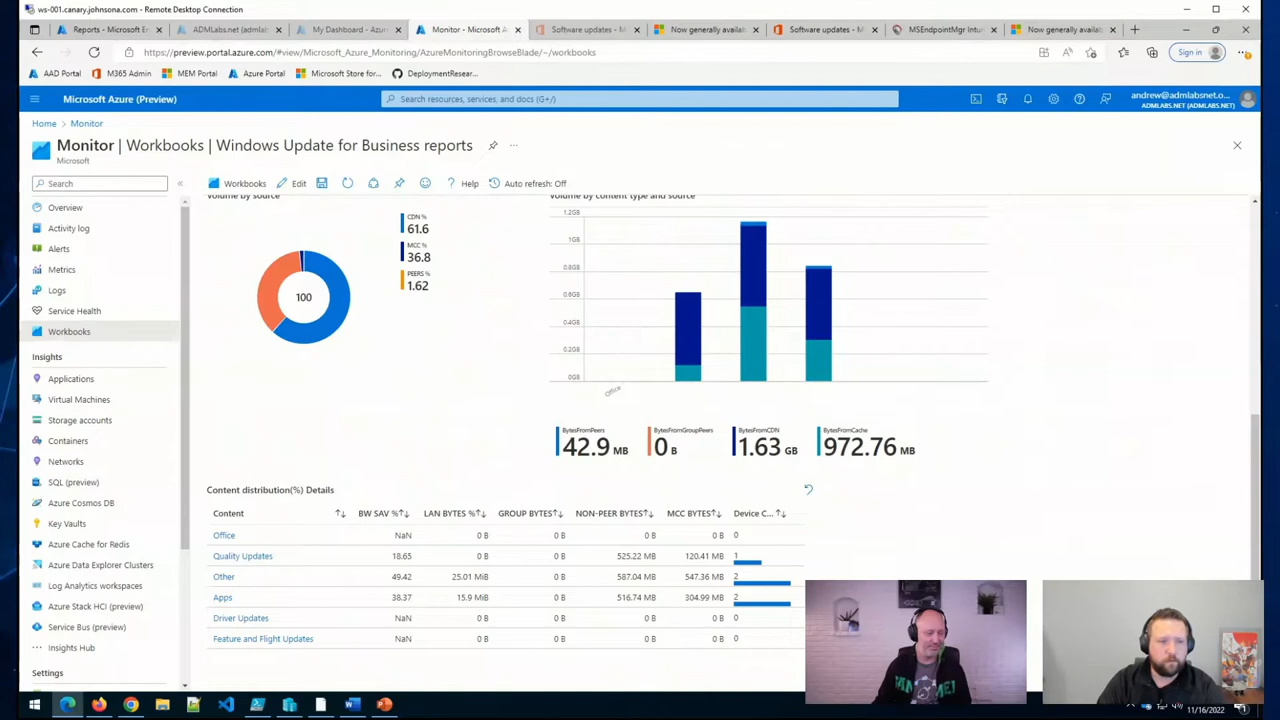 ws-001.canary.johnsona.com - Remote Desktop Connection
Reports - Microsoft E
ADMLabs.net (admlab
My Dashboard - Azure
Monitor - Microsoft A
Software updates - M
Now generally availab
Software updates - M
MSEndpointMgr Intu
Now generally availab
https://preview.portal.azure.com/#view/Microsoft_Azure_Monitoring/AzureMonitoringBrowseBlade/~/workbooks
Sign in
AAD Portal
M365 Admin
MEM Portal
Azure Portal
Microsoft Store for...
DeploymentResear...
Microsoft Azure (Preview)
Search resources, services, and docs (G+/)
andrew@admlabsnet.o...
ADMLABS.NET (ADMLABS.NET)
Home > Monitor
Monitor | Workbooks | Windows Update for Business reports
Microsoft
Search
Workbooks
Edit
Help
Auto refresh: Off
Overview
Activity log
Alerts
Metrics
Logs
Service Health
Workbooks
Insights
Applications
Virtual Machines
Storage accounts
Containers
Networks
SQL (preview)
Azure Cosmos DB
Key Vaults
Azure Cache for Redis
Azure Data Explorer Clusters
Log Analytics workspaces
Azure Stack HCI (preview)
Service Bus (preview)
Insights Hub
Settings
Volume by source
CDN %
61.6
MCC %
36.8
PEERS %
1.62
100
Volume by content type and source
1.2GB
1GB
0.8GB
0.6GB
0.4GB
0.2GB
0GB
Office
BytesFromPeers
42.9 MB
BytesFromGroupPeers
0 B
BytesFromCDN
1.63 GB
BytesFromCache
972.76 MB
Content distribution(%) Details
Content BW SAV % LAN BYTES % GROUP BYTES NON-PEER BYTES MCC BYTES Device C...
Office NaN 0 B 0 B 0 B 0 B 0
Quality Updates 18.65 0 B 0 B 525.22 MB 120.41 MB 1
Other 49.42 25.01 MiB 0 B 587.04 MB 547.36 MB 2
Apps 38.37 15.9 MiB 0 B 516.74 MB 304.99 MB 2
Driver Updates NaN 0 B 0 B 0 B 0 B 0
Feature and Flight Updates NaN 0 B 0 B 0 B 0 B 0
11/16/2022